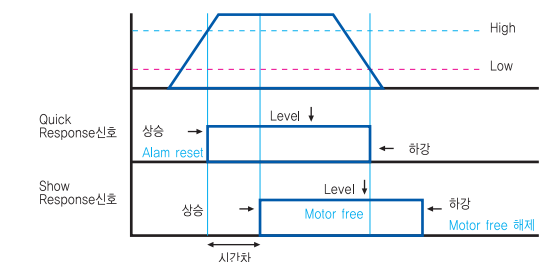 High
Low
Quick
Response신호
상승
Level
Alam reset
하강
Show
Response신호
상승
Level
Motor free
하강
Motor free 해제
시간차